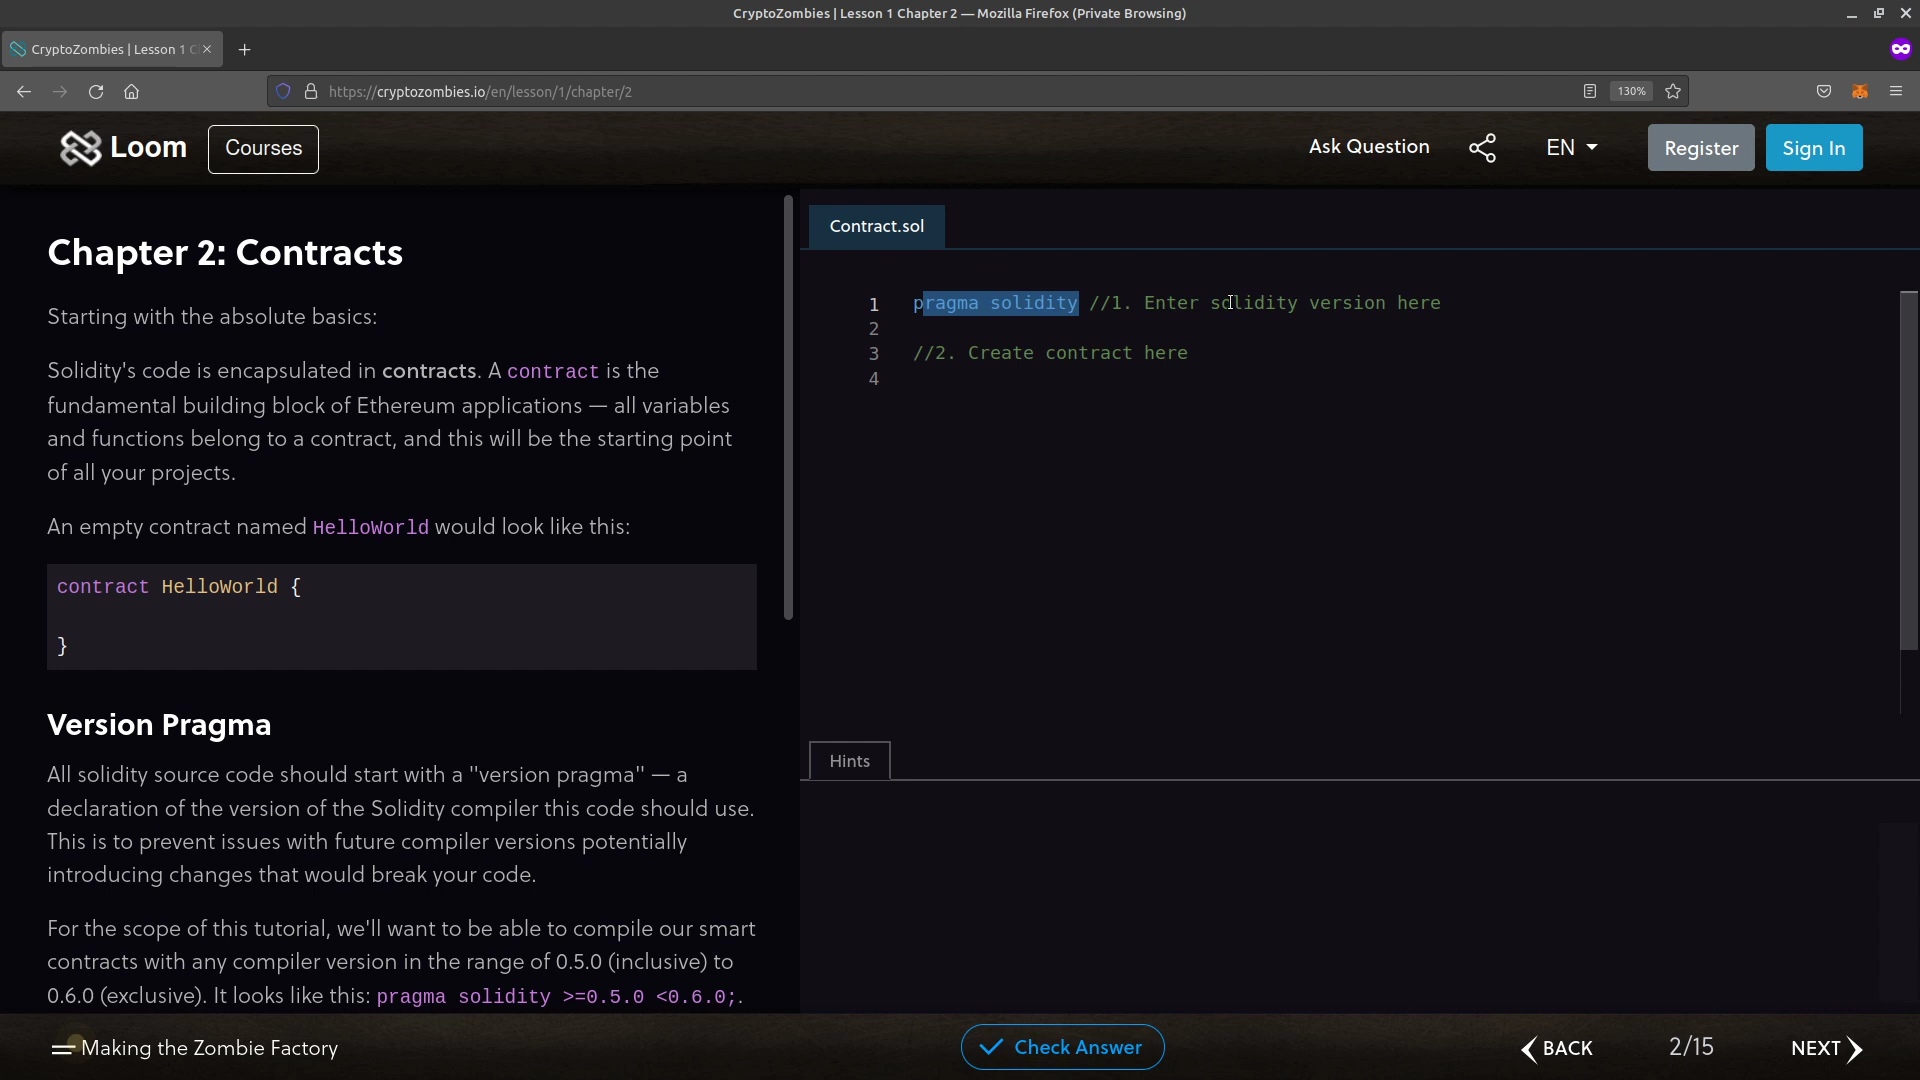 CryptoZombies | Lesson 1 Chapter 2 — Mozilla Firefox (Private Browsing)
CryptoZombies | Lesson 1 C
https://cryptozombies.io/en/lesson/1/chapter/2
130%
Loom
Courses
Ask Question
EN
Register
Sign In
Chapter 2: Contracts
Starting with the absolute basics:
Solidity's code is encapsulated in contracts. A contract is the
fundamental building block of Ethereum applications — all variables
and functions belong to a contract, and this will be the starting point
of all your projects.
An empty contract named HelloWorld would look like this:
contract HelloWorld {
}
Version Pragma
All solidity source code should start with a "version pragma" — a
declaration of the version of the Solidity compiler this code should use.
This is to prevent issues with future compiler versions potentially
introducing changes that would break your code.
For the scope of this tutorial, we'll want to be able to compile our smart
contracts with any compiler version in the range of 0.5.0 (inclusive) to
0.6.0 (exclusive). It looks like this: pragma solidity >=0.5.0 <0.6.0;.
Contract.sol
1 pragma solidity //1. Enter solidity version here
2
3 //2. Create contract here
4
Hints
Making the Zombie Factory
Check Answer
BACK
2/15
NEXT